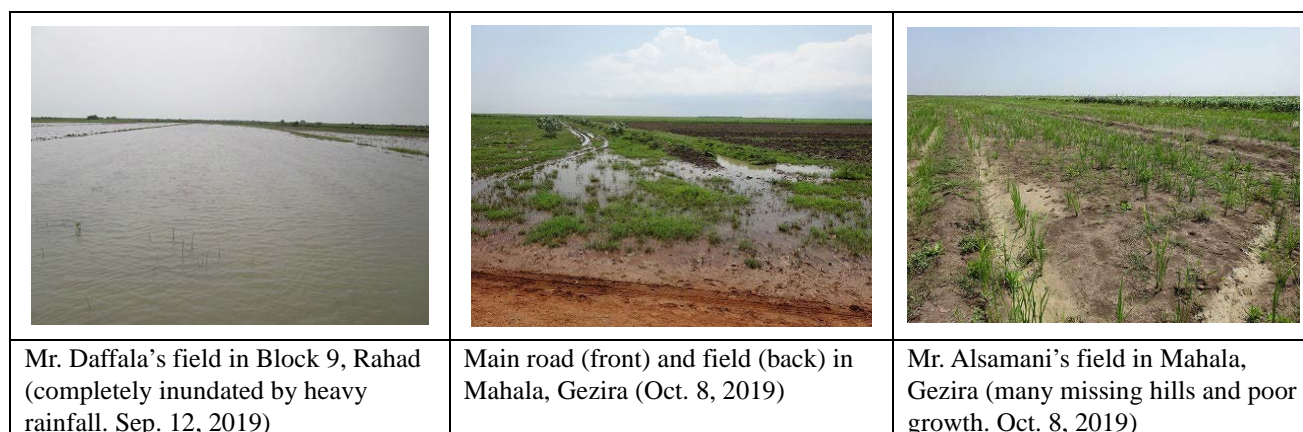 Mr. Daffala’s field in Block 9, Rahad
(completely inundated by heavy
rainfall. Sep. 12, 2019)
Main road (front) and field (back) in
Mahala, Gezira (Oct. 8, 2019)
Mr. Alsamani’s field in Mahala,
Gezira (many missing hills and poor
growth. Oct. 8, 2019)